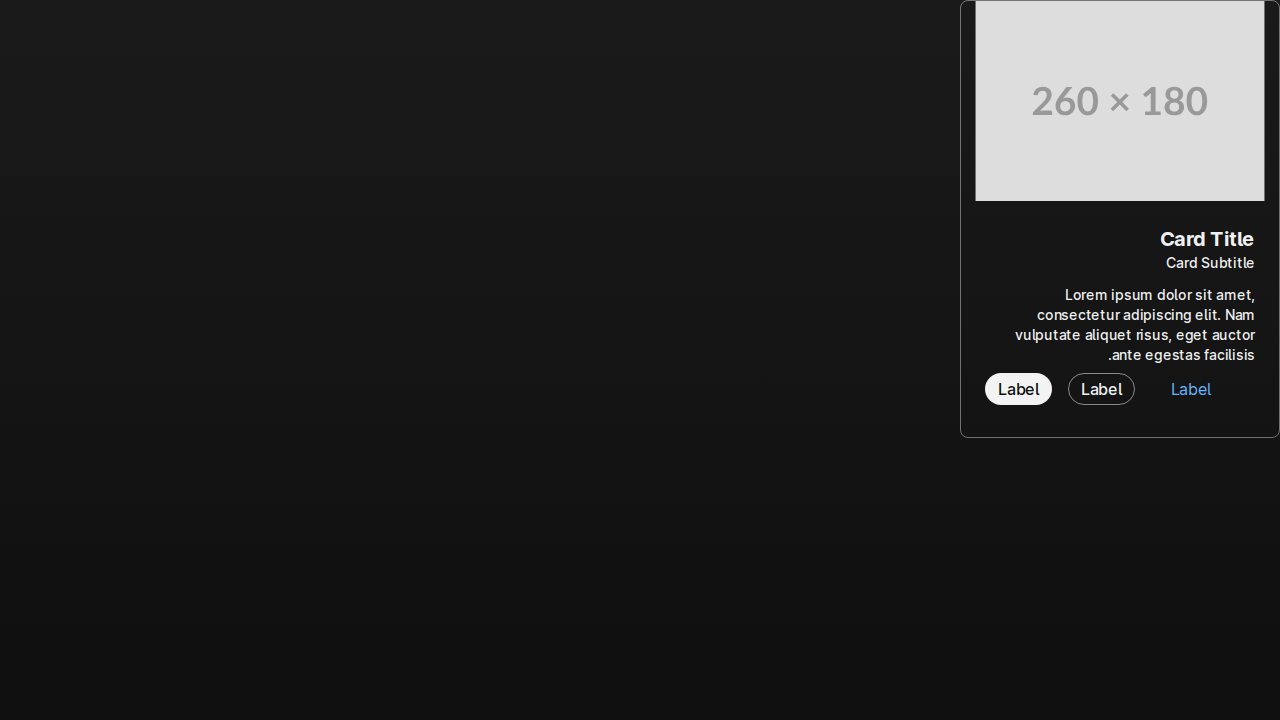 260 × 180
Card Title
Card Subtitle
Lorem ipsum dolor sit amet,
consectetur adipiscing elit. Nam
vulputate aliquet risus, eget auctor
.ante egestas facilisis
Label Label Label